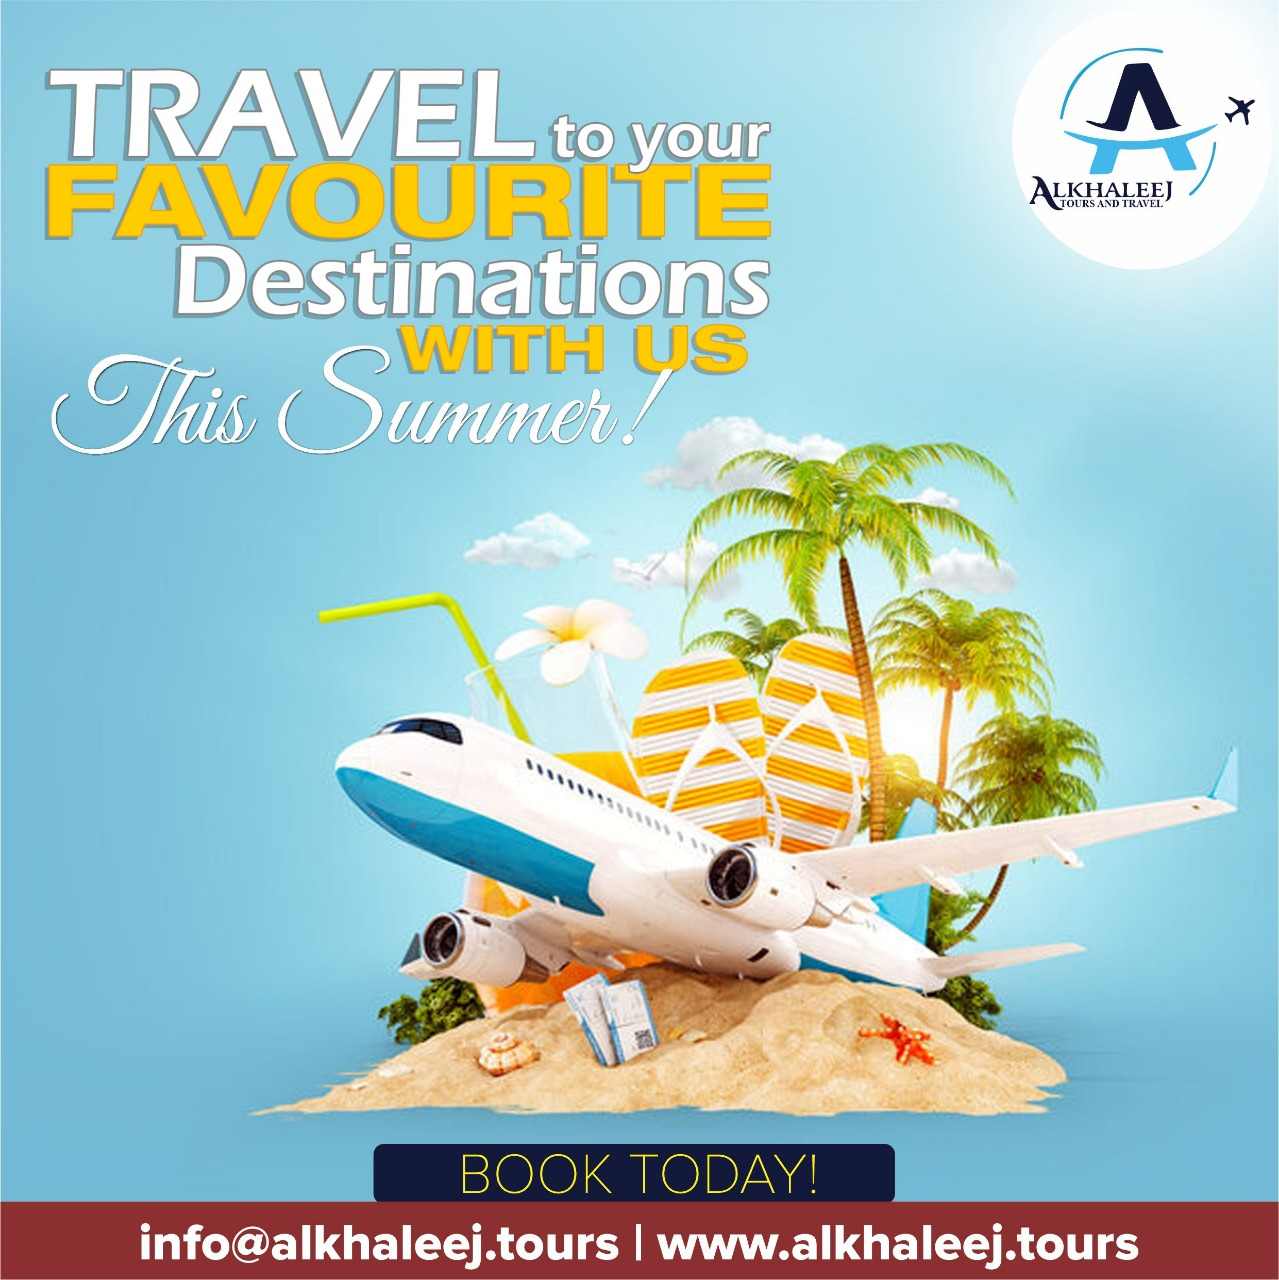 TRAVEL to your
FAVOURITE
Destinations
WITH US
This Summer!
ALKHALEEJ
TOURS AND TRAVEL
BOOK TODAY!
info@alkhaleej.tours | www.alkhaleej.tours